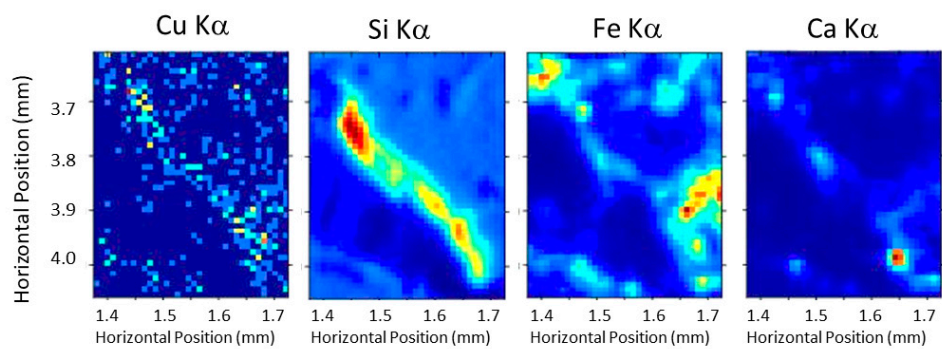 Cu Kα
Si Kα
Fe Kα
Ca Kα
Horizontal Position (mm)
3.7
3.8
3.9
4.0
1.4 1.5 1.6 1.7
1.4 1.5 1.6 1.7
1.4 1.5 1.6 1.7
1.4 1.5 1.6 1.7
Horizontal Position (mm)
Horizontal Position (mm)
Horizontal Position (mm)
Horizontal Position (mm)